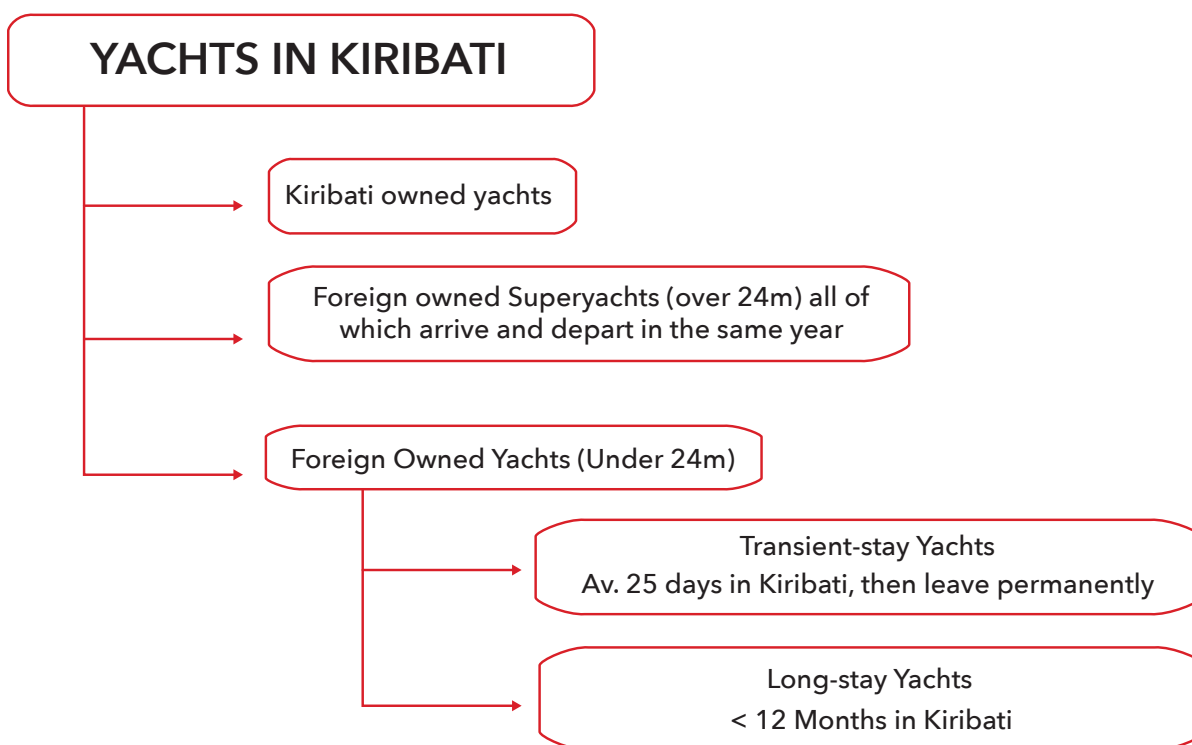 YACHTS IN KIRIBATI
Kiribati owned yachts
Foreign owned Superyachts (over 24m) all of
which arrive and depart in the same year
Foreign Owned Yachts (Under 24m)
Transient-stay Yachts
Av. 25 days in Kiribati, then leave permanently
Long-stay Yachts
< 12 Months in Kiribati